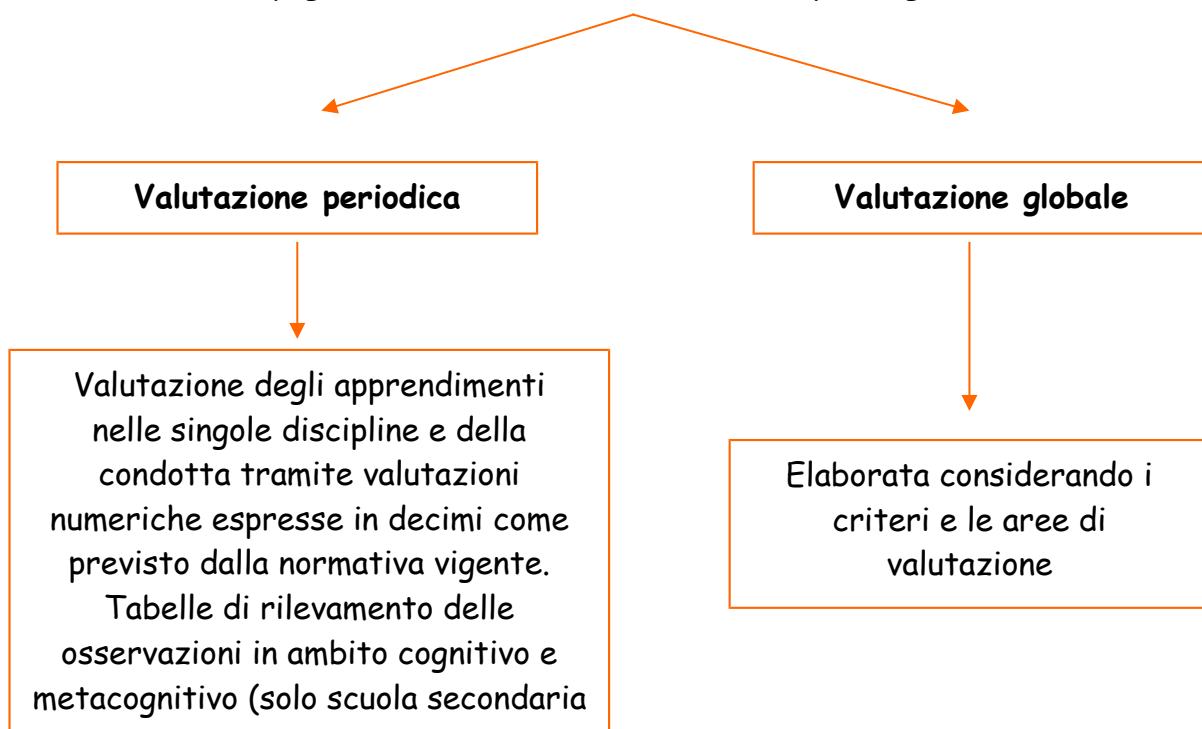 Valutazione periodica
Valutazione globale
Valutazione degli apprendimenti
nelle singole discipline e della
condotta tramite valutazioni
numeriche espresse in decimi come
previsto dalla normativa vigente.
Tabelle di rilevamento delle
osservazioni in ambito cognitivo e
metacognitivo (solo scuola secondaria
Elaborata considerando i
criteri e le aree di
valutazione